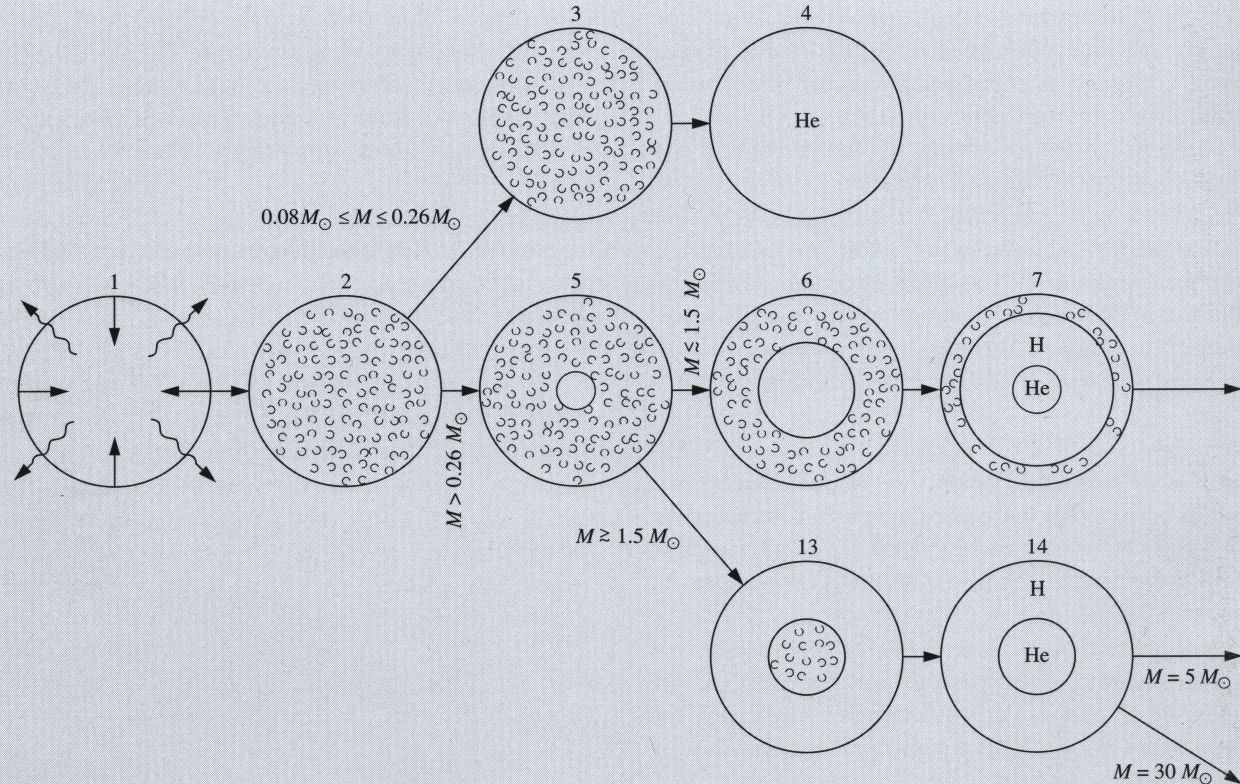 3
4
He
0.08M☉ ≤ M ≤ 0.26M☉
1
2
5
6
7
M ≲ 1.5 M☉
H
He
M > 0.26 M☉
M ≳ 1.5 M☉
13
14
H
He
M = 5 M☉
M = 30 M☉